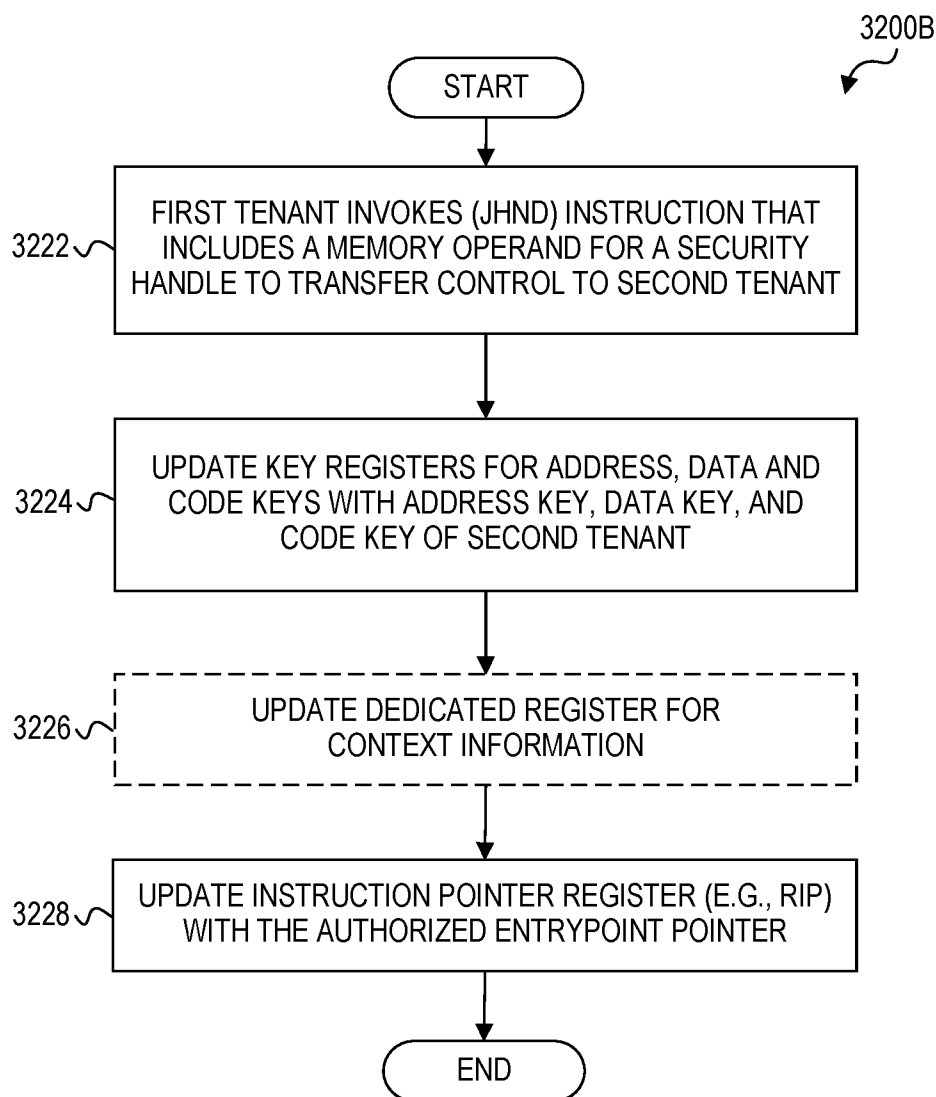 3200B
START
3222
FIRST TENANT INVOKES (JHND) INSTRUCTION THAT
INCLUDES A MEMORY OPERAND FOR A SECURITY
HANDLE TO TRANSFER CONTROL TO SECOND TENANT
3224
UPDATE KEY REGISTERS FOR ADDRESS, DATA AND
CODE KEYS WITH ADDRESS KEY, DATA KEY, AND
CODE KEY OF SECOND TENANT
3226
UPDATE DEDICATED REGISTER FOR
CONTEXT INFORMATION
3228
UPDATE INSTRUCTION POINTER REGISTER (E.G., RIP)
WITH THE AUTHORIZED ENTRYPOINT POINTER
END